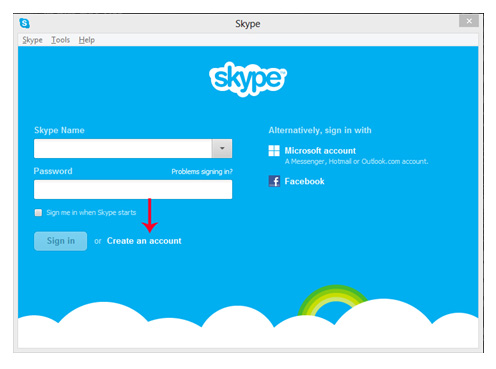 Skype
Skype Tools Help
skype
Skype Name
Password
Problems signing in?
Sign me in when Skype starts
Sign in or Create an account
Alternatively, sign in with
Microsoft account
A Messenger, Hotmail or Outlook.com account.
Facebook